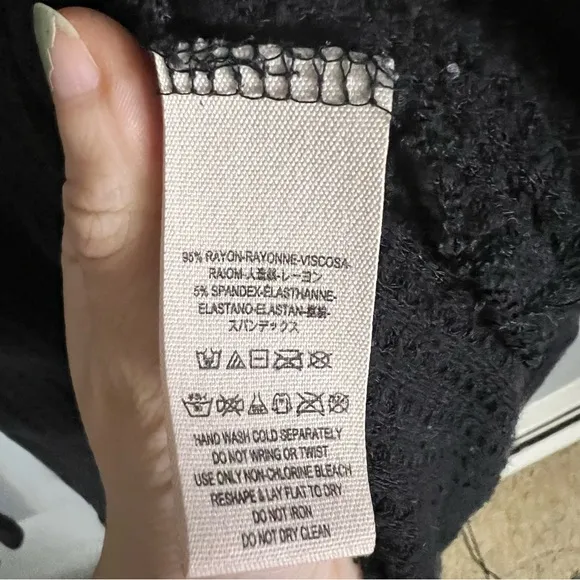 95% RAYON-RAYONNE-VISCOSA-
RAIOM-人造絲-レーヨン
5% SPANDEX-ELASTHANNE-
ELASTANO-ELASTAN-
スパンデックス
HAND WASH COLD SEPARATELY
DO NOT WRING OR TWIST
USE ONLY NON-CHLORINE BLEACH
RESHAPE & LAY FLAT TO DRY
DO NOT IRON
DO NOT DRY CLEAN